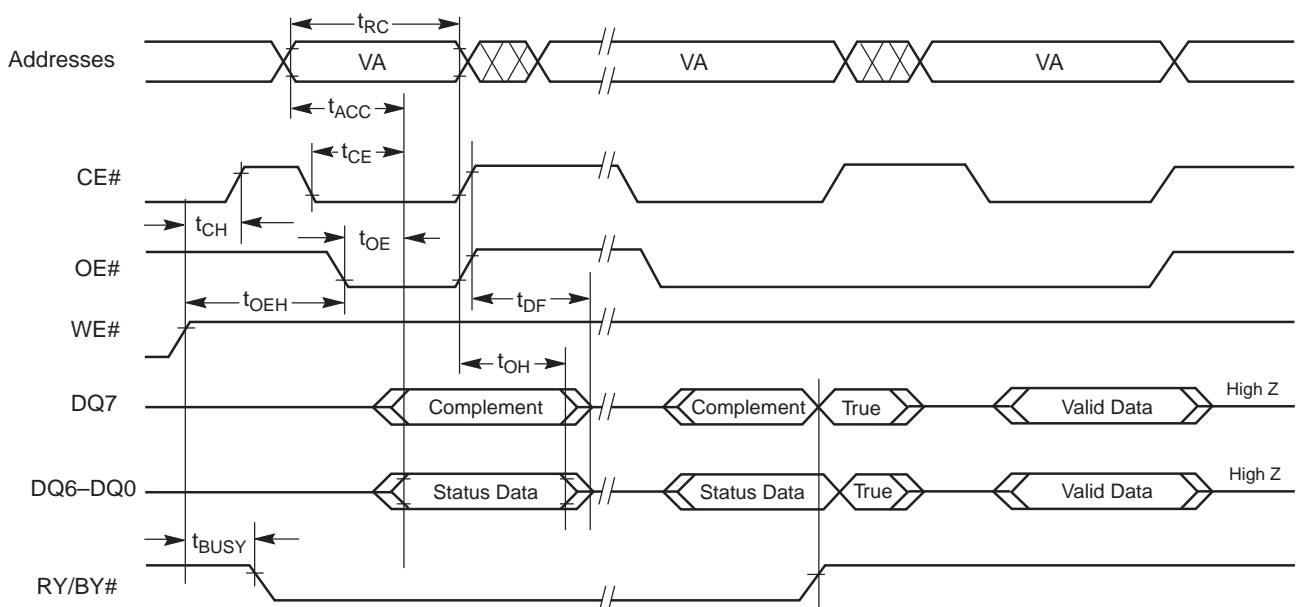 tRC
Addresses VA VA VA
tACC
tCE
CE#
tCH
tOE
OE#
tOEH
tDF
WE#
tOH
DQ7 Complement Complement True Valid Data High Z
DQ6–DQ0 Status Data Status Data True Valid Data High Z
tBUSY
RY/BY#